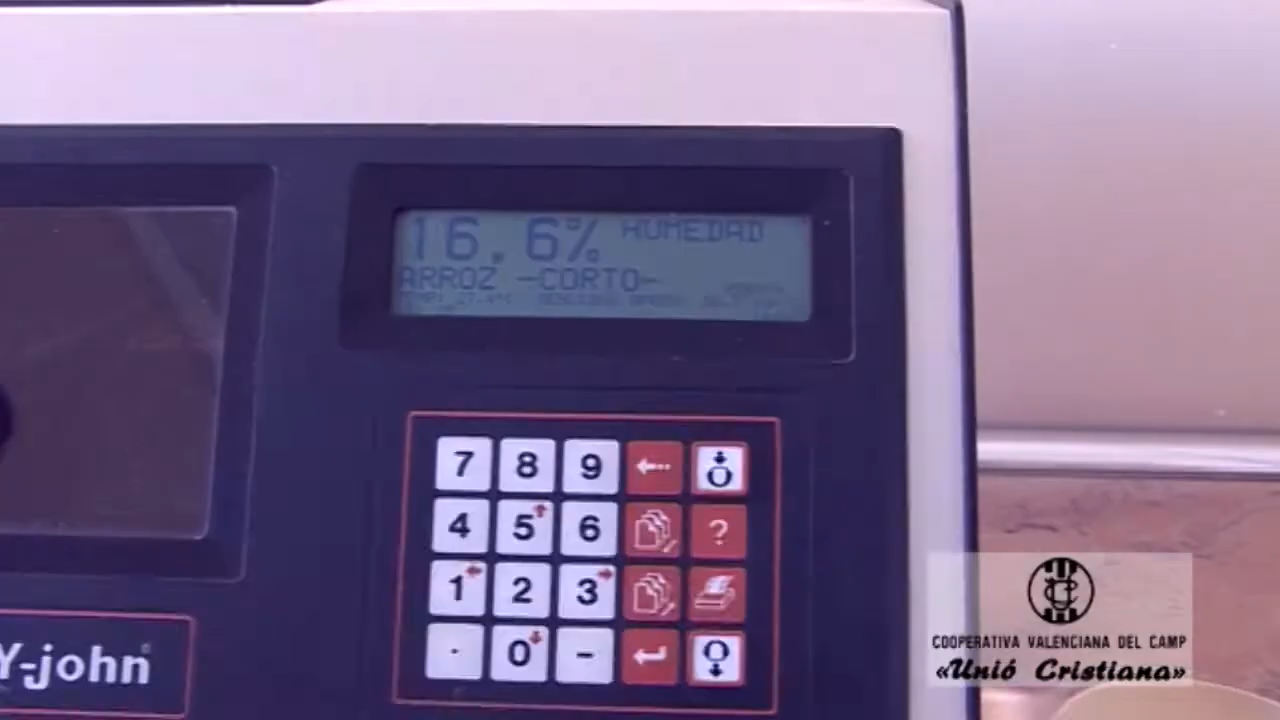 16.6% HUMEDAD
ARROZ -CORTO-
7 8 9
4 5 6 ?
1 2 3
. 0 -
Y-john
COOPERATIVA VALENCIANA DEL CAMP
«Unió Cristiana»